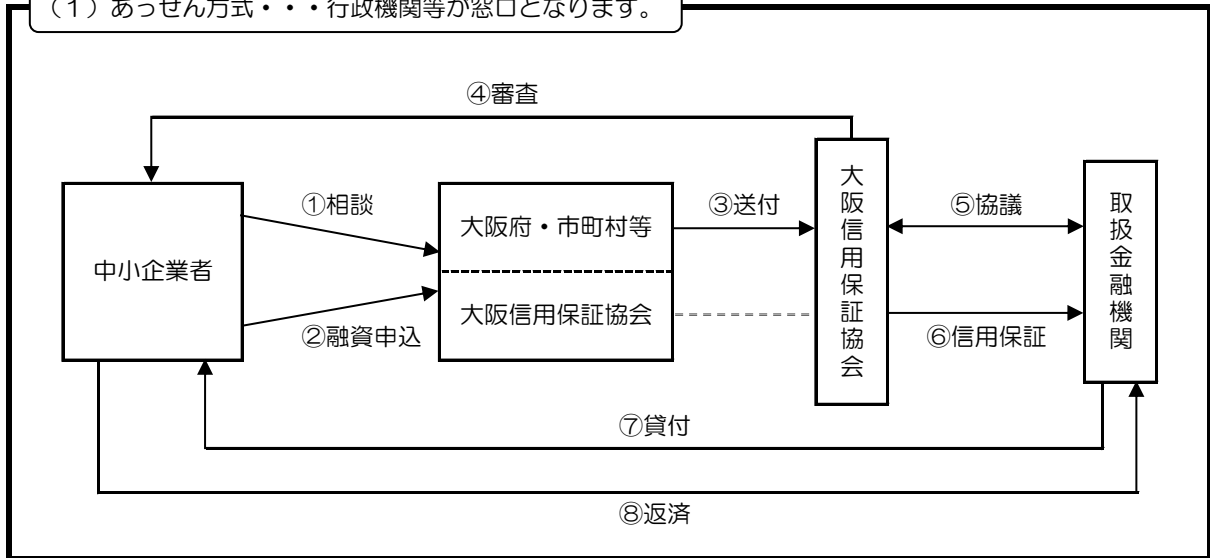 （１）あっせん方式・・・行政機関等が窓口となります。
④審査
中小企業者
①相談
②融資申込
大阪府・市町村等
大阪信用保証協会
③送付
大阪信用保証協会
⑤協議
⑥信用保証
取扱金融機関
⑦貸付
⑧返済